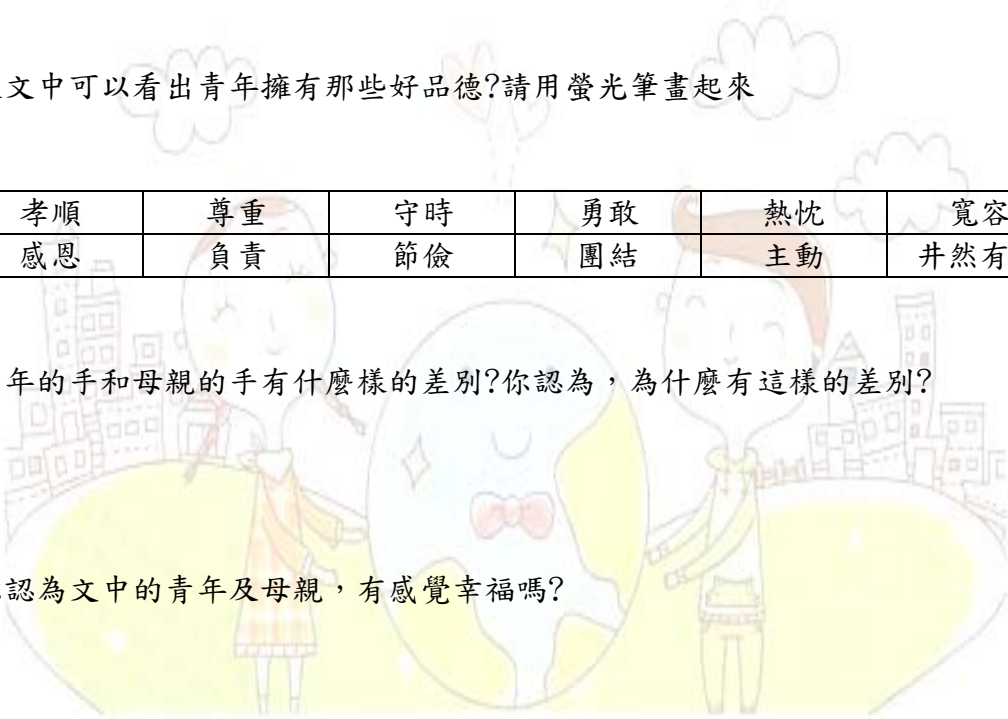 文中可以看出青年擁有那些好品德?請用螢光筆畫起來
孝順 尊重 守時 勇敢 熱忱 寬容
感恩 負責 節儉 團結 主動 井然有
年的手和母親的手有什麼樣的差別?你認為，為什麼有這樣的差別?
認為文中的青年及母親，有感覺幸福嗎?